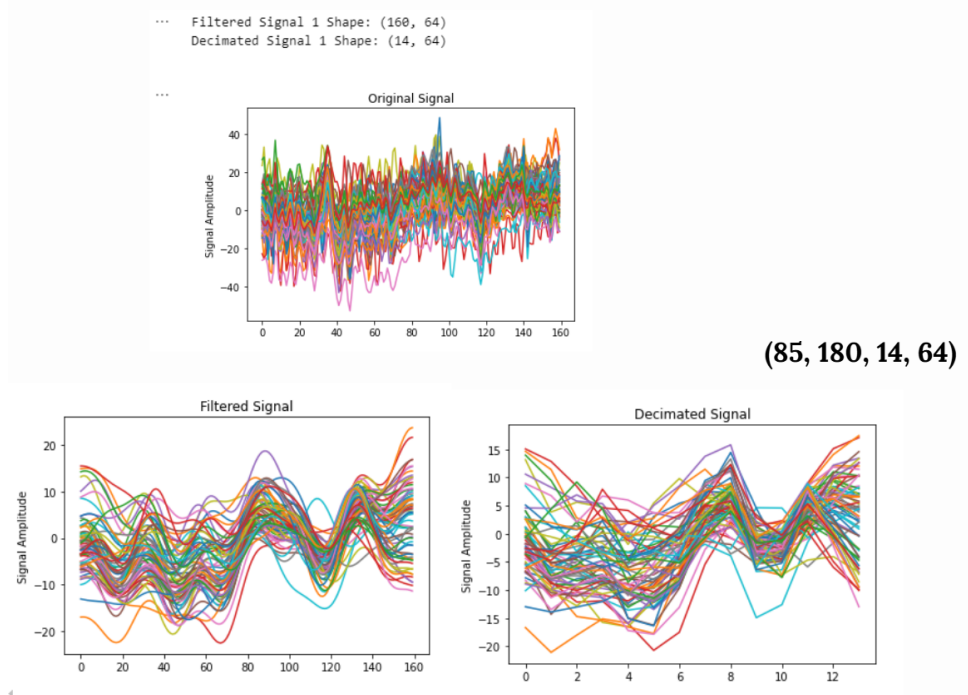 ... Filtered Signal 1 Shape: (160, 64)
Decimated Signal 1 Shape: (14, 64)
...
Original Signal
Signal Amplitude
40
20
0
−20
−40
0 20 40 60 80 100 120 140 160
(85, 180, 14, 64)
Filtered Signal
Signal Amplitude
20
10
0
−10
−20
0 20 40 60 80 100 120 140 160
Decimated Signal
Signal Amplitude
15
10
5
0
−5
−10
−15
−20
0 2 4 6 8 10 12